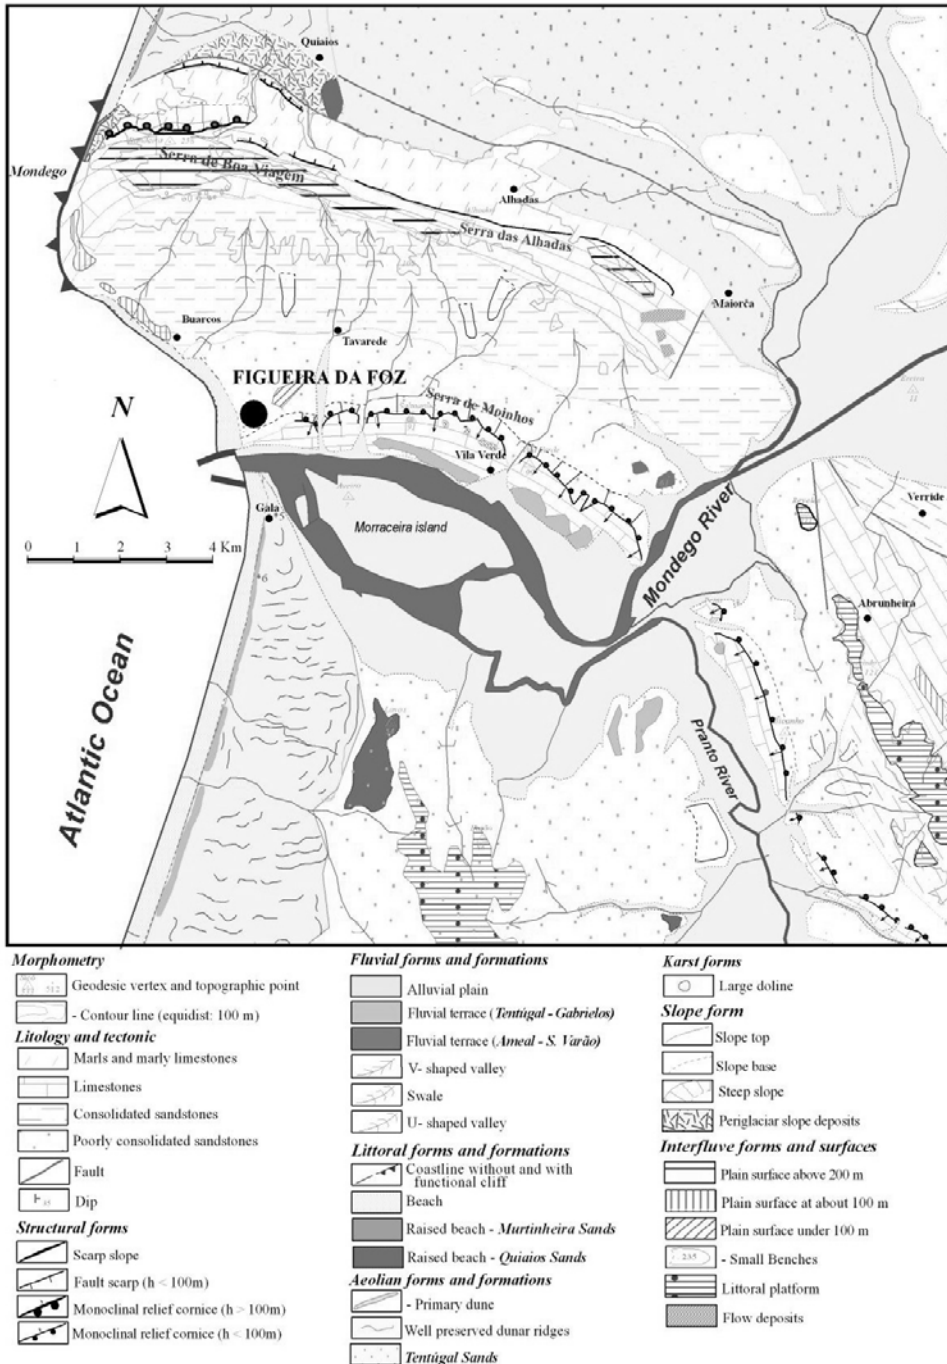 Quiaios
Mondego
Serra de Boa Viagem
Alhadas
Serra das Alhadas
Maiorca
Buarcos
Tavarede
FIGUEIRA DA FOZ
N
Serra de Moinhos
Vila Verde
Gala
5
Morraceira island
Mondego River
Verride
0 1 2 3 4 Km
6
Abrunheira
Atlantic Ocean
Pranto River
Morphometry
Geodesic vertex and topographic point
- Contour line (equidist: 100 m)
Litology and tectonic
Marls and marly limestones
Limestones
Consolidated sandstones
Poorly consolidated sandstones
Fault
Dip
Structural forms
Scarp slope
Fault scarp (h < 100m)
Monoclinal relief cornice (h > 100m)
Monoclinal relief cornice (h < 100m)
Fluvial forms and formations
Alluvial plain
Fluvial terrace (Tentúgal - Gabrielos)
Fluvial terrace (Ameal - S. Varão)
V- shaped valley
Swale
U- shaped valley
Littoral forms and formations
Coastline without and with
functional cliff
Beach
Raised beach - Murtinheira Sands
Raised beach - Quiaios Sands
Aeolian forms and formations
- Primary dune
Well preserved dunar ridges
Tentúgal Sands
Karst forms
Large doline
Slope form
Slope top
Slope base
Steep slope
Periglaciar slope deposits
Interfluve forms and surfaces
Plain surface above 200 m
Plain surface at about 100 m
Plain surface under 100 m
235
- Small Benches
Littoral platform
Flow deposits